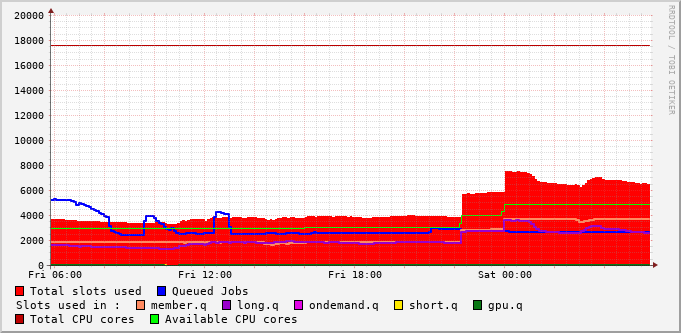 20000
18000
16000
14000
12000
10000
8000
6000
4000
2000
0
Fri 06:00 Fri 12:00 Fri 18:00 Sat 00:00
RRDTOOL / TOBI OETIKER
Total slots used Queued Jobs
Slots used in : member.q long.q ondemand.q short.q gpu.q
Total CPU cores Available CPU cores